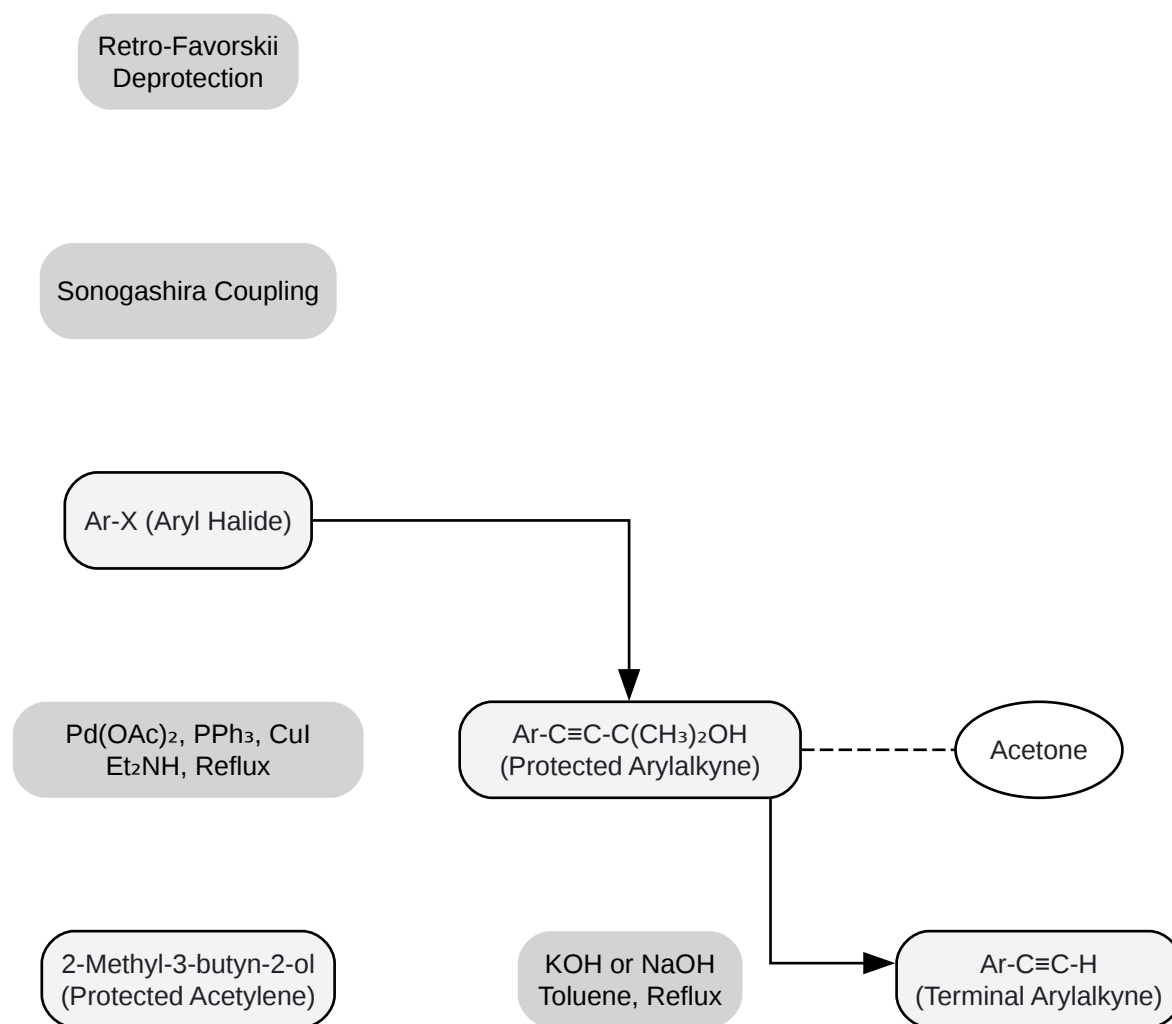 Retro-Favorskii
Deprotection
Sonogashira Coupling
Ar-X (Aryl Halide)
Pd(OAc)₂, PPh₃, CuI
Et₂NH, Reflux
Ar-C≡C-C(CH₃)₂OH
(Protected Arylalkyne)
Acetone
2-Methyl-3-butyn-2-ol
(Protected Acetylene)
KOH or NaOH
Toluene, Reflux
Ar-C≡C-H
(Terminal Arylalkyne)